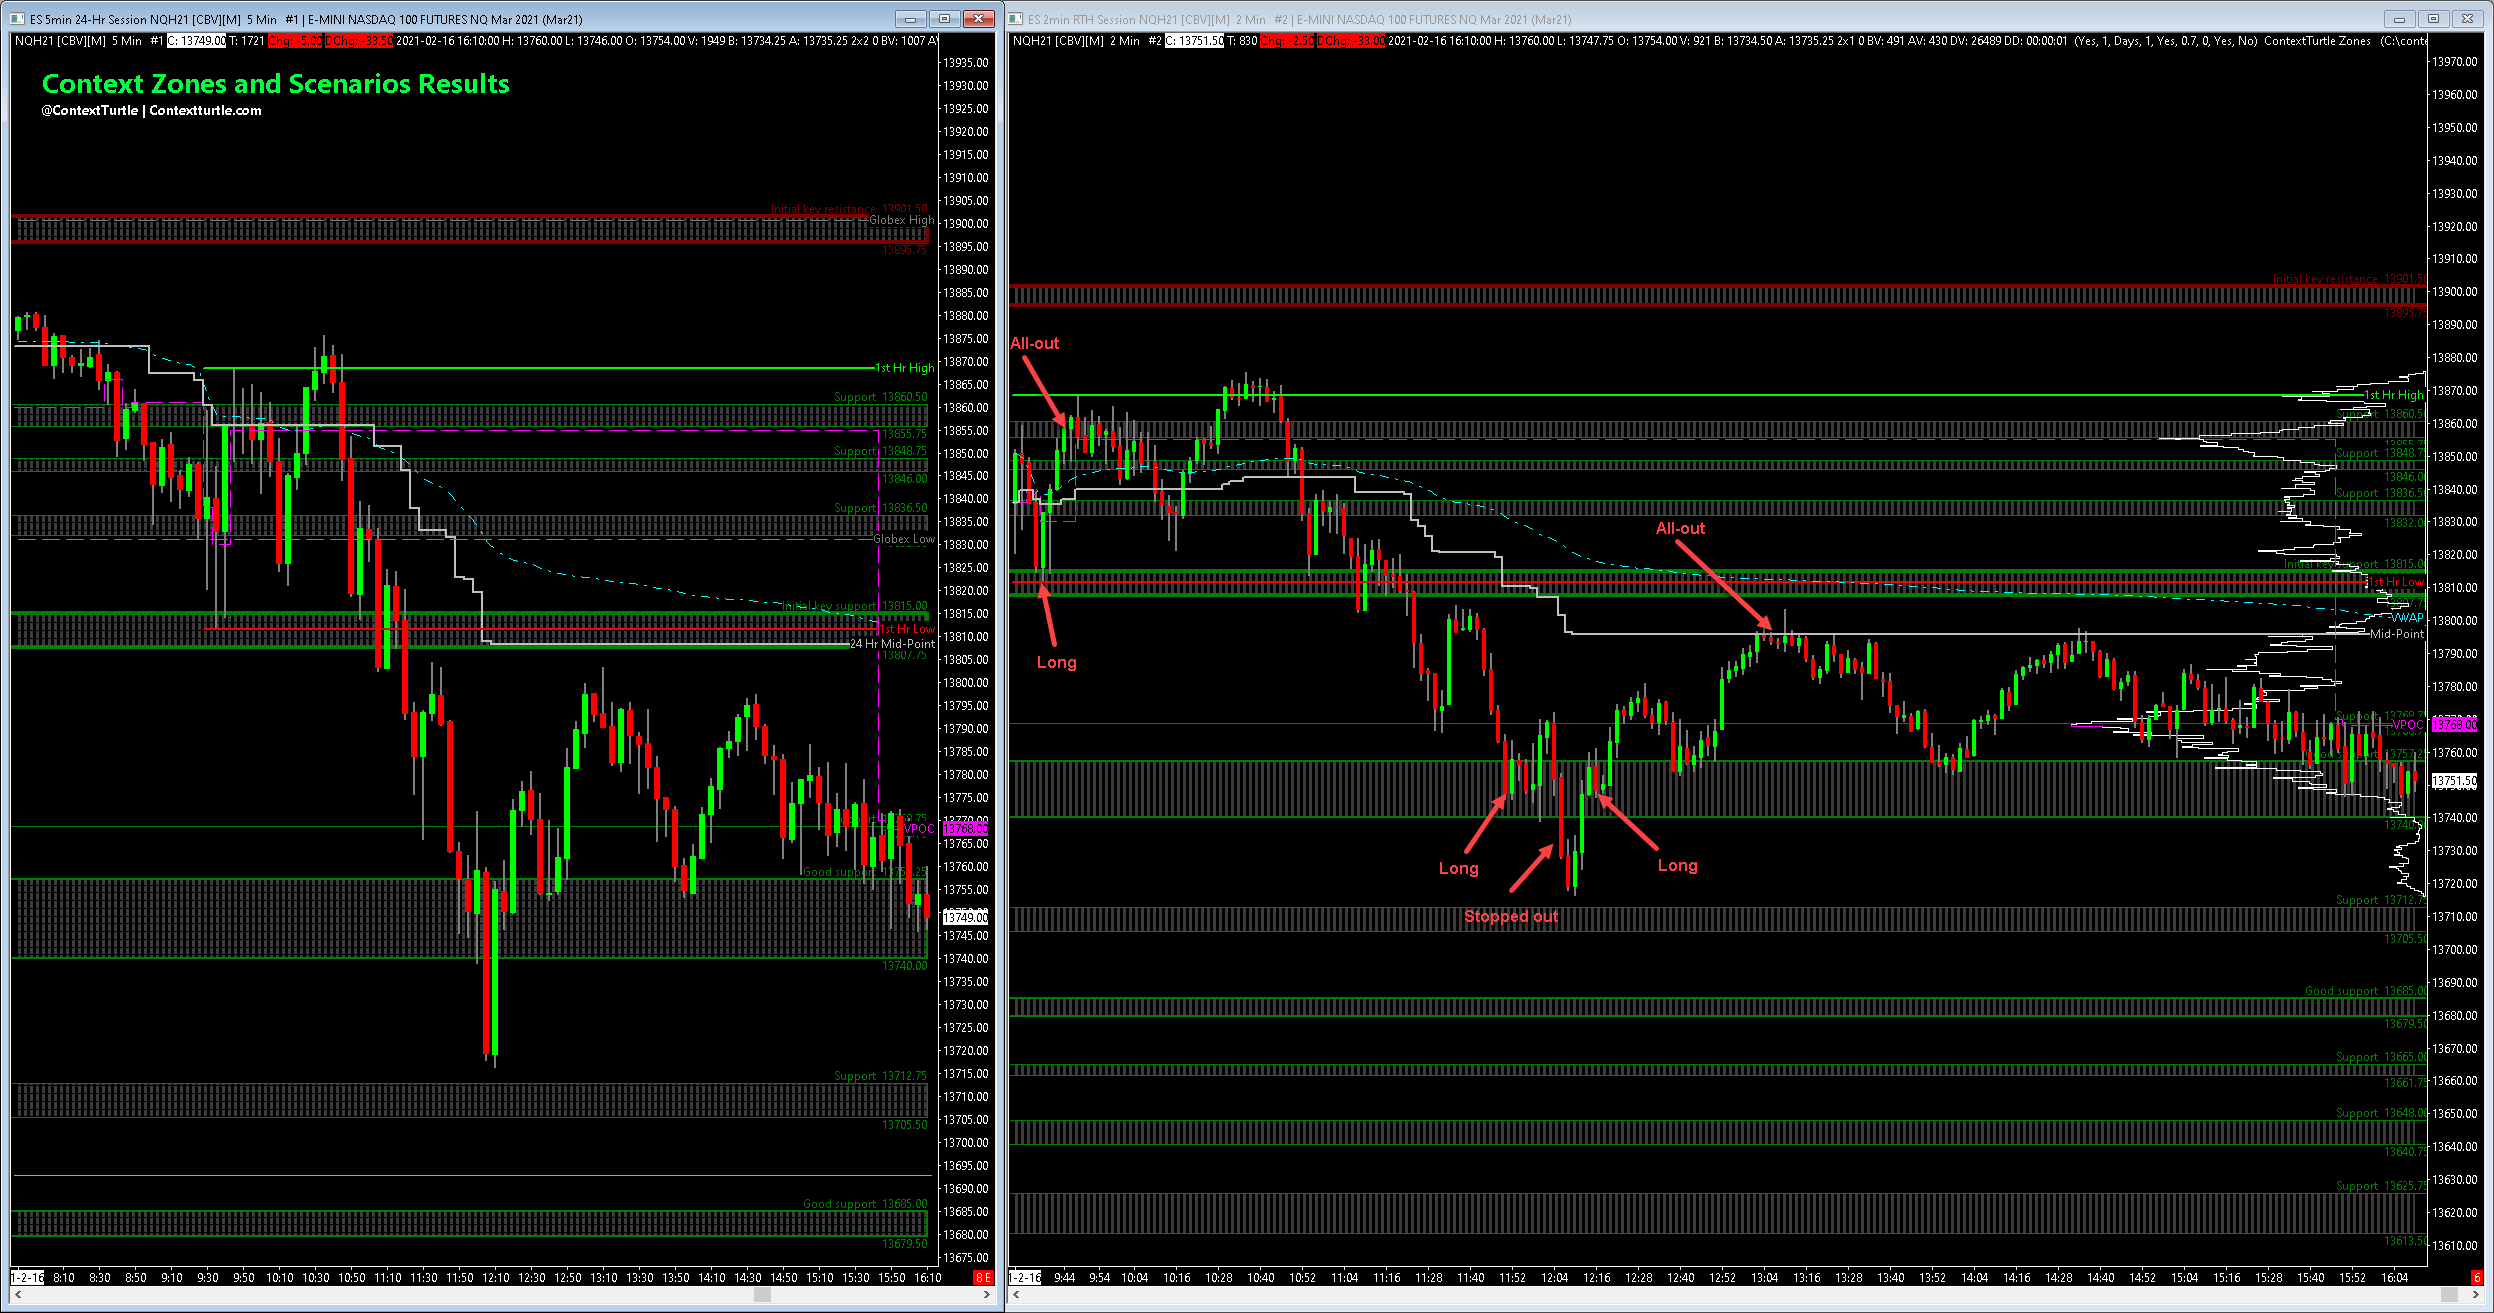 ES 5min 24-Hr Session NQH21 [CBV][M] 5 Min #1 | E-MINI NASDAQ 100 FUTURES NQ Mar 2021 (Mar21)
NQH21 [CBV][M] 5 Min #1 C: 13749.00 T: 1721 Chg: -5.00 DChg: -33.50 2021-02-16 16:10:00 H: 13760.00 L: 13746.00 O: 13754.00 V: 1949 B: 13734.25 A: 13735.25 2x2 0 BV: 1007
Context Zones and Scenarios Results
@ContextTurtle | Contextturtle.com
Initial key resistance 13901.50
Globex High
13895.75
1st Hr High
Support 13860.50
13855.75
Support 13848.75
13846.00
Support 13836.50
Globex Low
Initial key support 13815.00
1st Hr Low
24 Hr Mid-Point
13807.75
VPOC
Good support
13740.00
Support 13712.75
13705.50
Good support 13685.00
13679.50
13935.00
13930.00
13925.00
13920.00
13915.00
13910.00
13905.00
13900.00
13895.00
13890.00
13885.00
13880.00
13875.00
13870.00
13865.00
13860.00
13855.00
13850.00
13845.00
13840.00
13835.00
13830.00
13825.00
13820.00
13815.00
13810.00
13805.00
13800.00
13795.00
13790.00
13785.00
13780.00
13775.00
13770.00
13768.00
13765.00
13760.00
13755.00
13749.00
13745.00
13740.00
13735.00
13730.00
13725.00
13720.00
13715.00
13710.00
13705.00
13700.00
13695.00
13690.00
13685.00
13680.00
13675.00
1-2-16 8:10 8:30 8:50 9:10 9:30 9:50 10:10 10:30 10:50 11:10 11:30 11:50 12:10 12:30 12:50 13:10 13:30 13:50 14:10 14:30 14:50 15:10 15:30 15:50 16:10 8 E
ES 2min RTH Session NQH21 [CBV][M] 2 Min #2 | E-MINI NASDAQ 100 FUTURES NQ Mar 2021 (Mar21)
NQH21 [CBV][M] 2 Min #2 C: 13751.50 T: 830 Chg: -2.50 DChg: -33.00 2021-02-16 16:10:00 H: 13760.00 L: 13747.75 O: 13754.00 V: 921 B: 13734.50 A: 13735.25 2x1 0 BV: 491 AV: 430 DV: 26489 DD: 00:00:01 (Yes, 1, Days, 1, Yes, 0.7, 0, Yes, No) ContextTurtle Zones (C:\conte
Initial key resistance 13901.50
13895.75
All-out
1st Hr High
Support 13860.50
Support 13848.75
13846.00
Support 13836.50
13832.00
All-out
Initial key support 13815.00
1st Hr Low
VWAP
Mid-Point
Long
VPOC
Long
Long
Stopped out
13740.00
Support 13712.75
13705.50
Good support 13685.00
13679.50
Support 13665.00
13661.75
Support 13648.00
13640.75
Support 13625.75
13613.50
13970.00
13960.00
13950.00
13940.00
13930.00
13920.00
13910.00
13900.00
13890.00
13880.00
13870.00
13860.00
13850.00
13840.00
13830.00
13820.00
13810.00
13800.00
13790.00
13780.00
13768.00
13760.00
13751.50
13740.00
13730.00
13720.00
13710.00
13700.00
13690.00
13680.00
13670.00
13660.00
13650.00
13640.00
13630.00
13620.00
13610.00
1-2-16 9:44 9:54 10:04 10:16 10:28 10:40 10:52 11:04 11:16 11:28 11:40 11:52 12:04 12:16 12:28 12:40 12:52 13:04 13:16 13:28 13:40 13:52 14:04 14:16 14:28 14:40 14:52 15:04 15:16 15:28 15:40 15:52 16:04 6